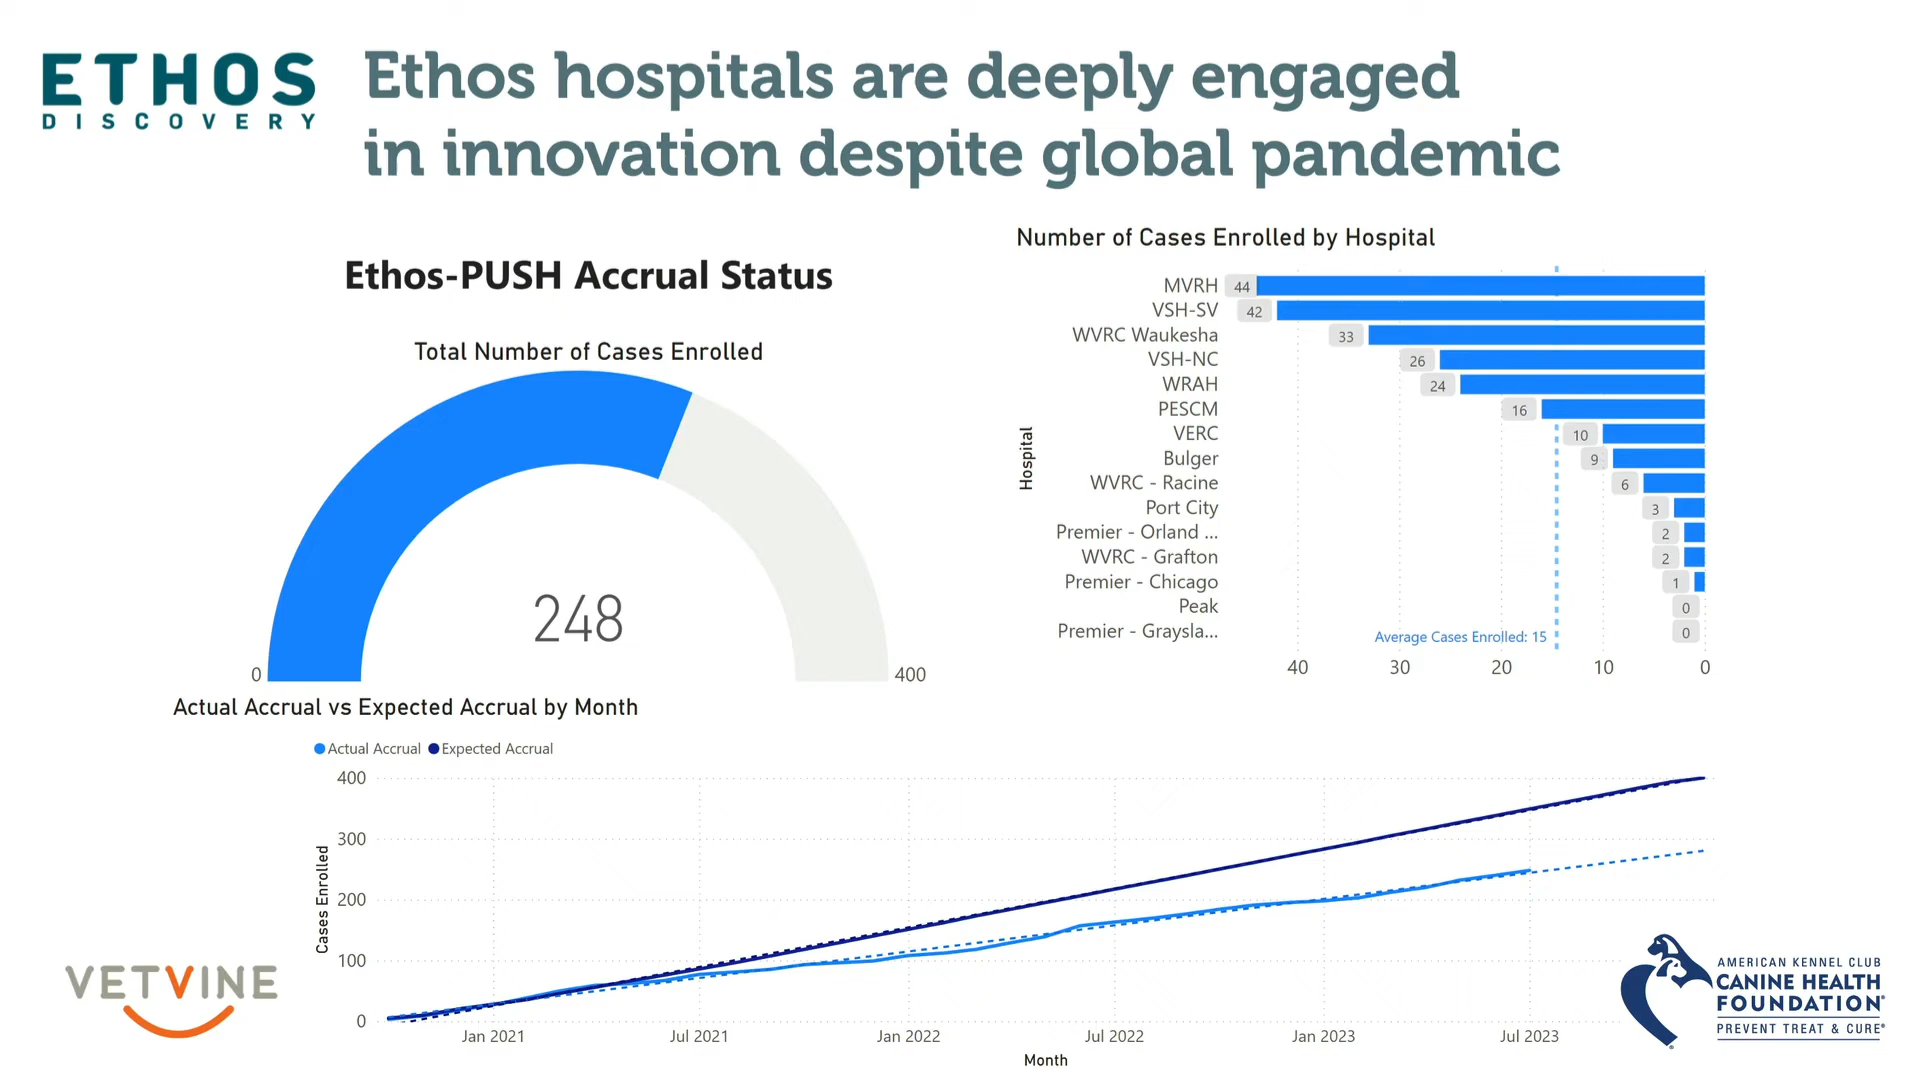 ETHOS
DISCOVERY
Ethos hospitals are deeply engaged
in innovation despite global pandemic
Ethos-PUSH Accrual Status
Total Number of Cases Enrolled
248
0
400
Number of Cases Enrolled by Hospital
Hospital
MVRH 44
VSH-SV 42
WVRC Waukesha 33
VSH-NC 26
WRAH 24
PESCM 16
VERC 10
Bulger 9
WVRC - Racine 6
Port City 3
Premier - Orland ... 2
WVRC - Grafton 2
Premier - Chicago 1
Peak 0
Premier - Graysla... 0
Average Cases Enrolled: 15
40 30 20 10 0
Actual Accrual vs Expected Accrual by Month
Actual Accrual Expected Accrual
Cases Enrolled
400
300
200
100
0
Jan 2021 Jul 2021 Jan 2022 Jul 2022 Jan 2023 Jul 2023
Month
VETVINE
AMERICAN KENNEL CLUB
CANINE HEALTH
FOUNDATION®
PREVENT TREAT & CURE®